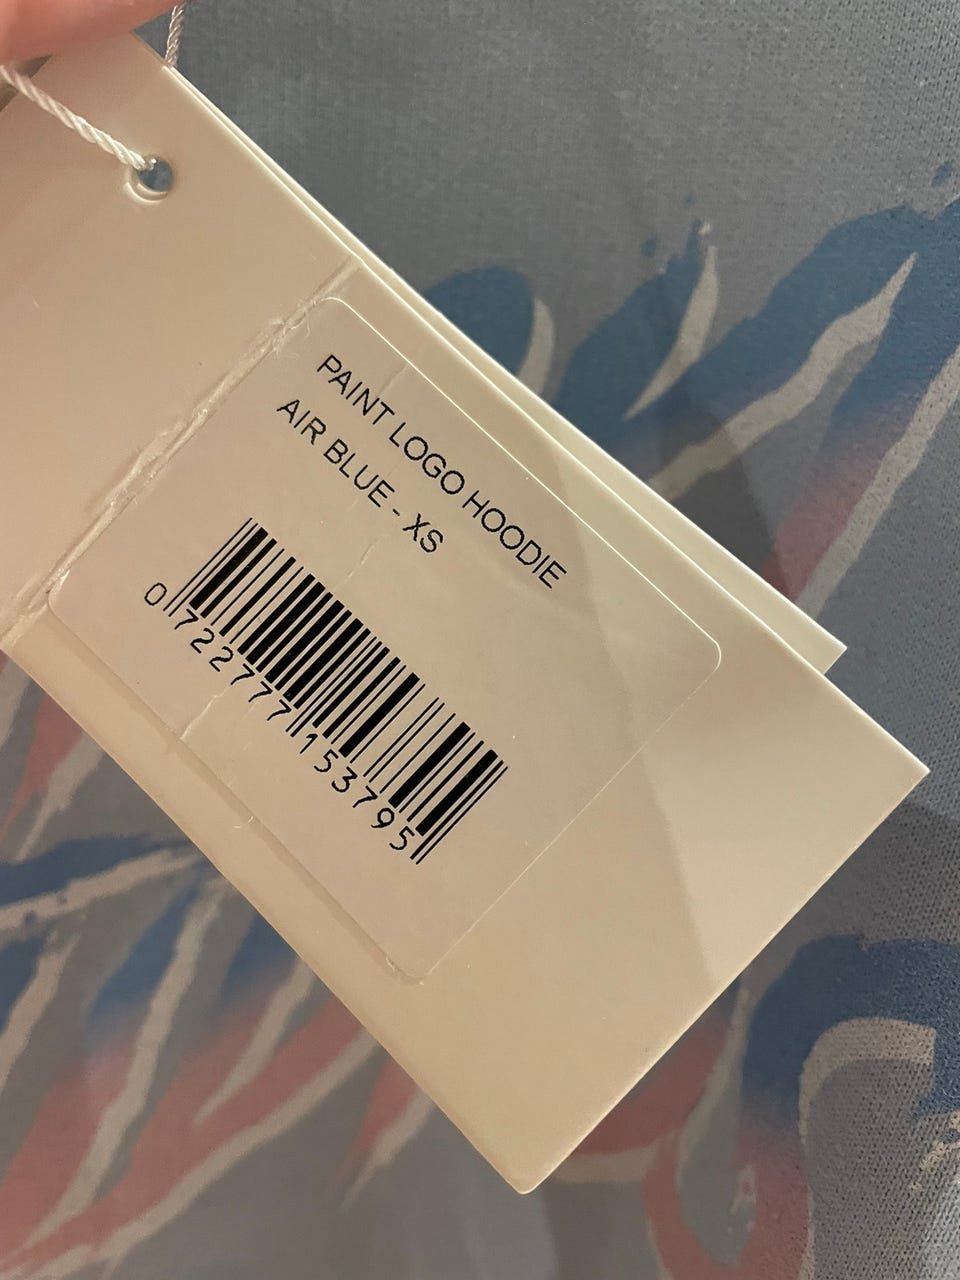 PAINT LOGO HOODIE
AIR BLUE - XS
0 722777 153795